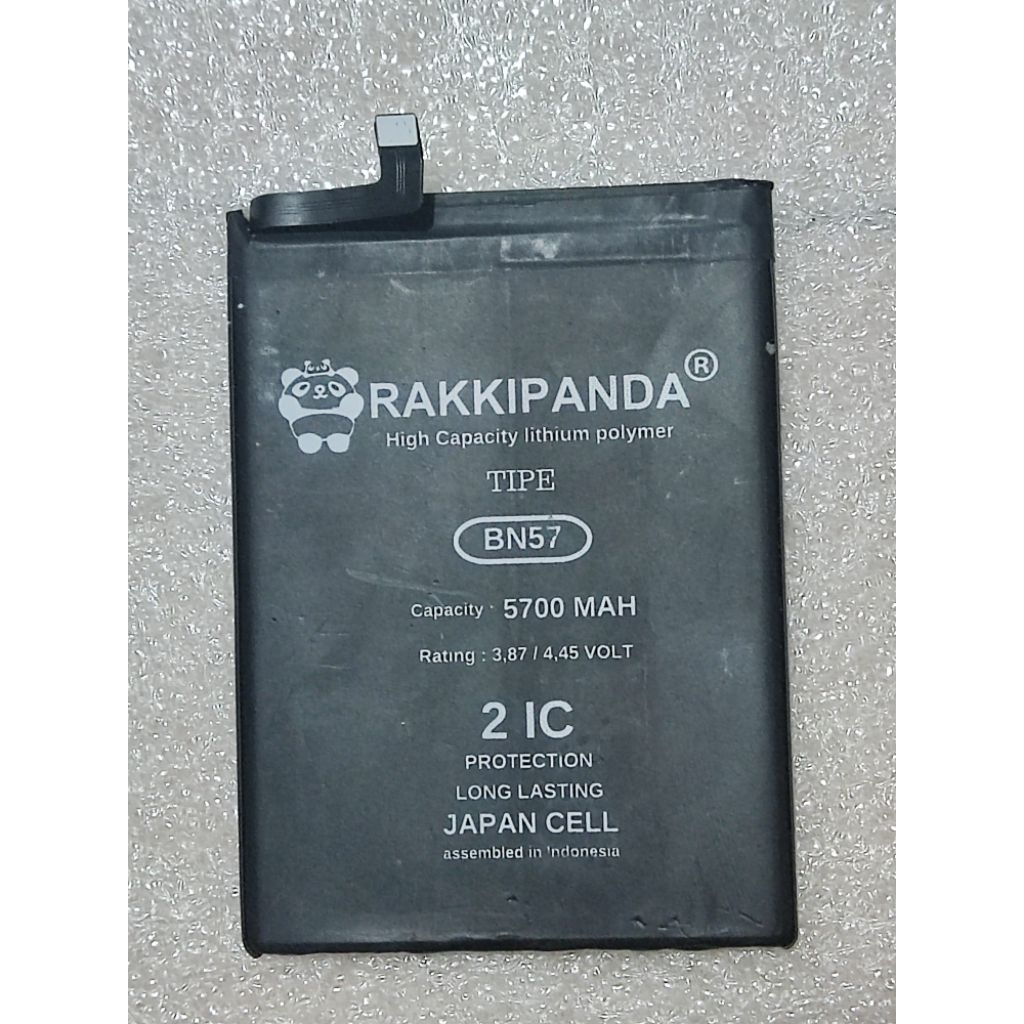 RAKKIPANDA®
High Capacity lithium polymer
TIPE
BN57
Capacity : 5700 MAH
Rating : 3,87 / 4,45 VOLT
2 IC
PROTECTION
LONG LASTING
JAPAN CELL
assembled in Indonesia